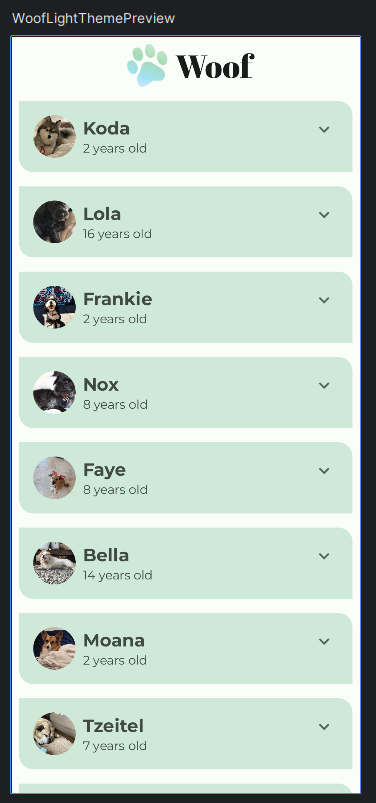 WoofLightThemePreview
Woof
Koda
2 years old
Lola
16 years old
Frankie
2 years old
Nox
8 years old
Faye
8 years old
Bella
14 years old
Moana
2 years old
Tzeitel
7 years old